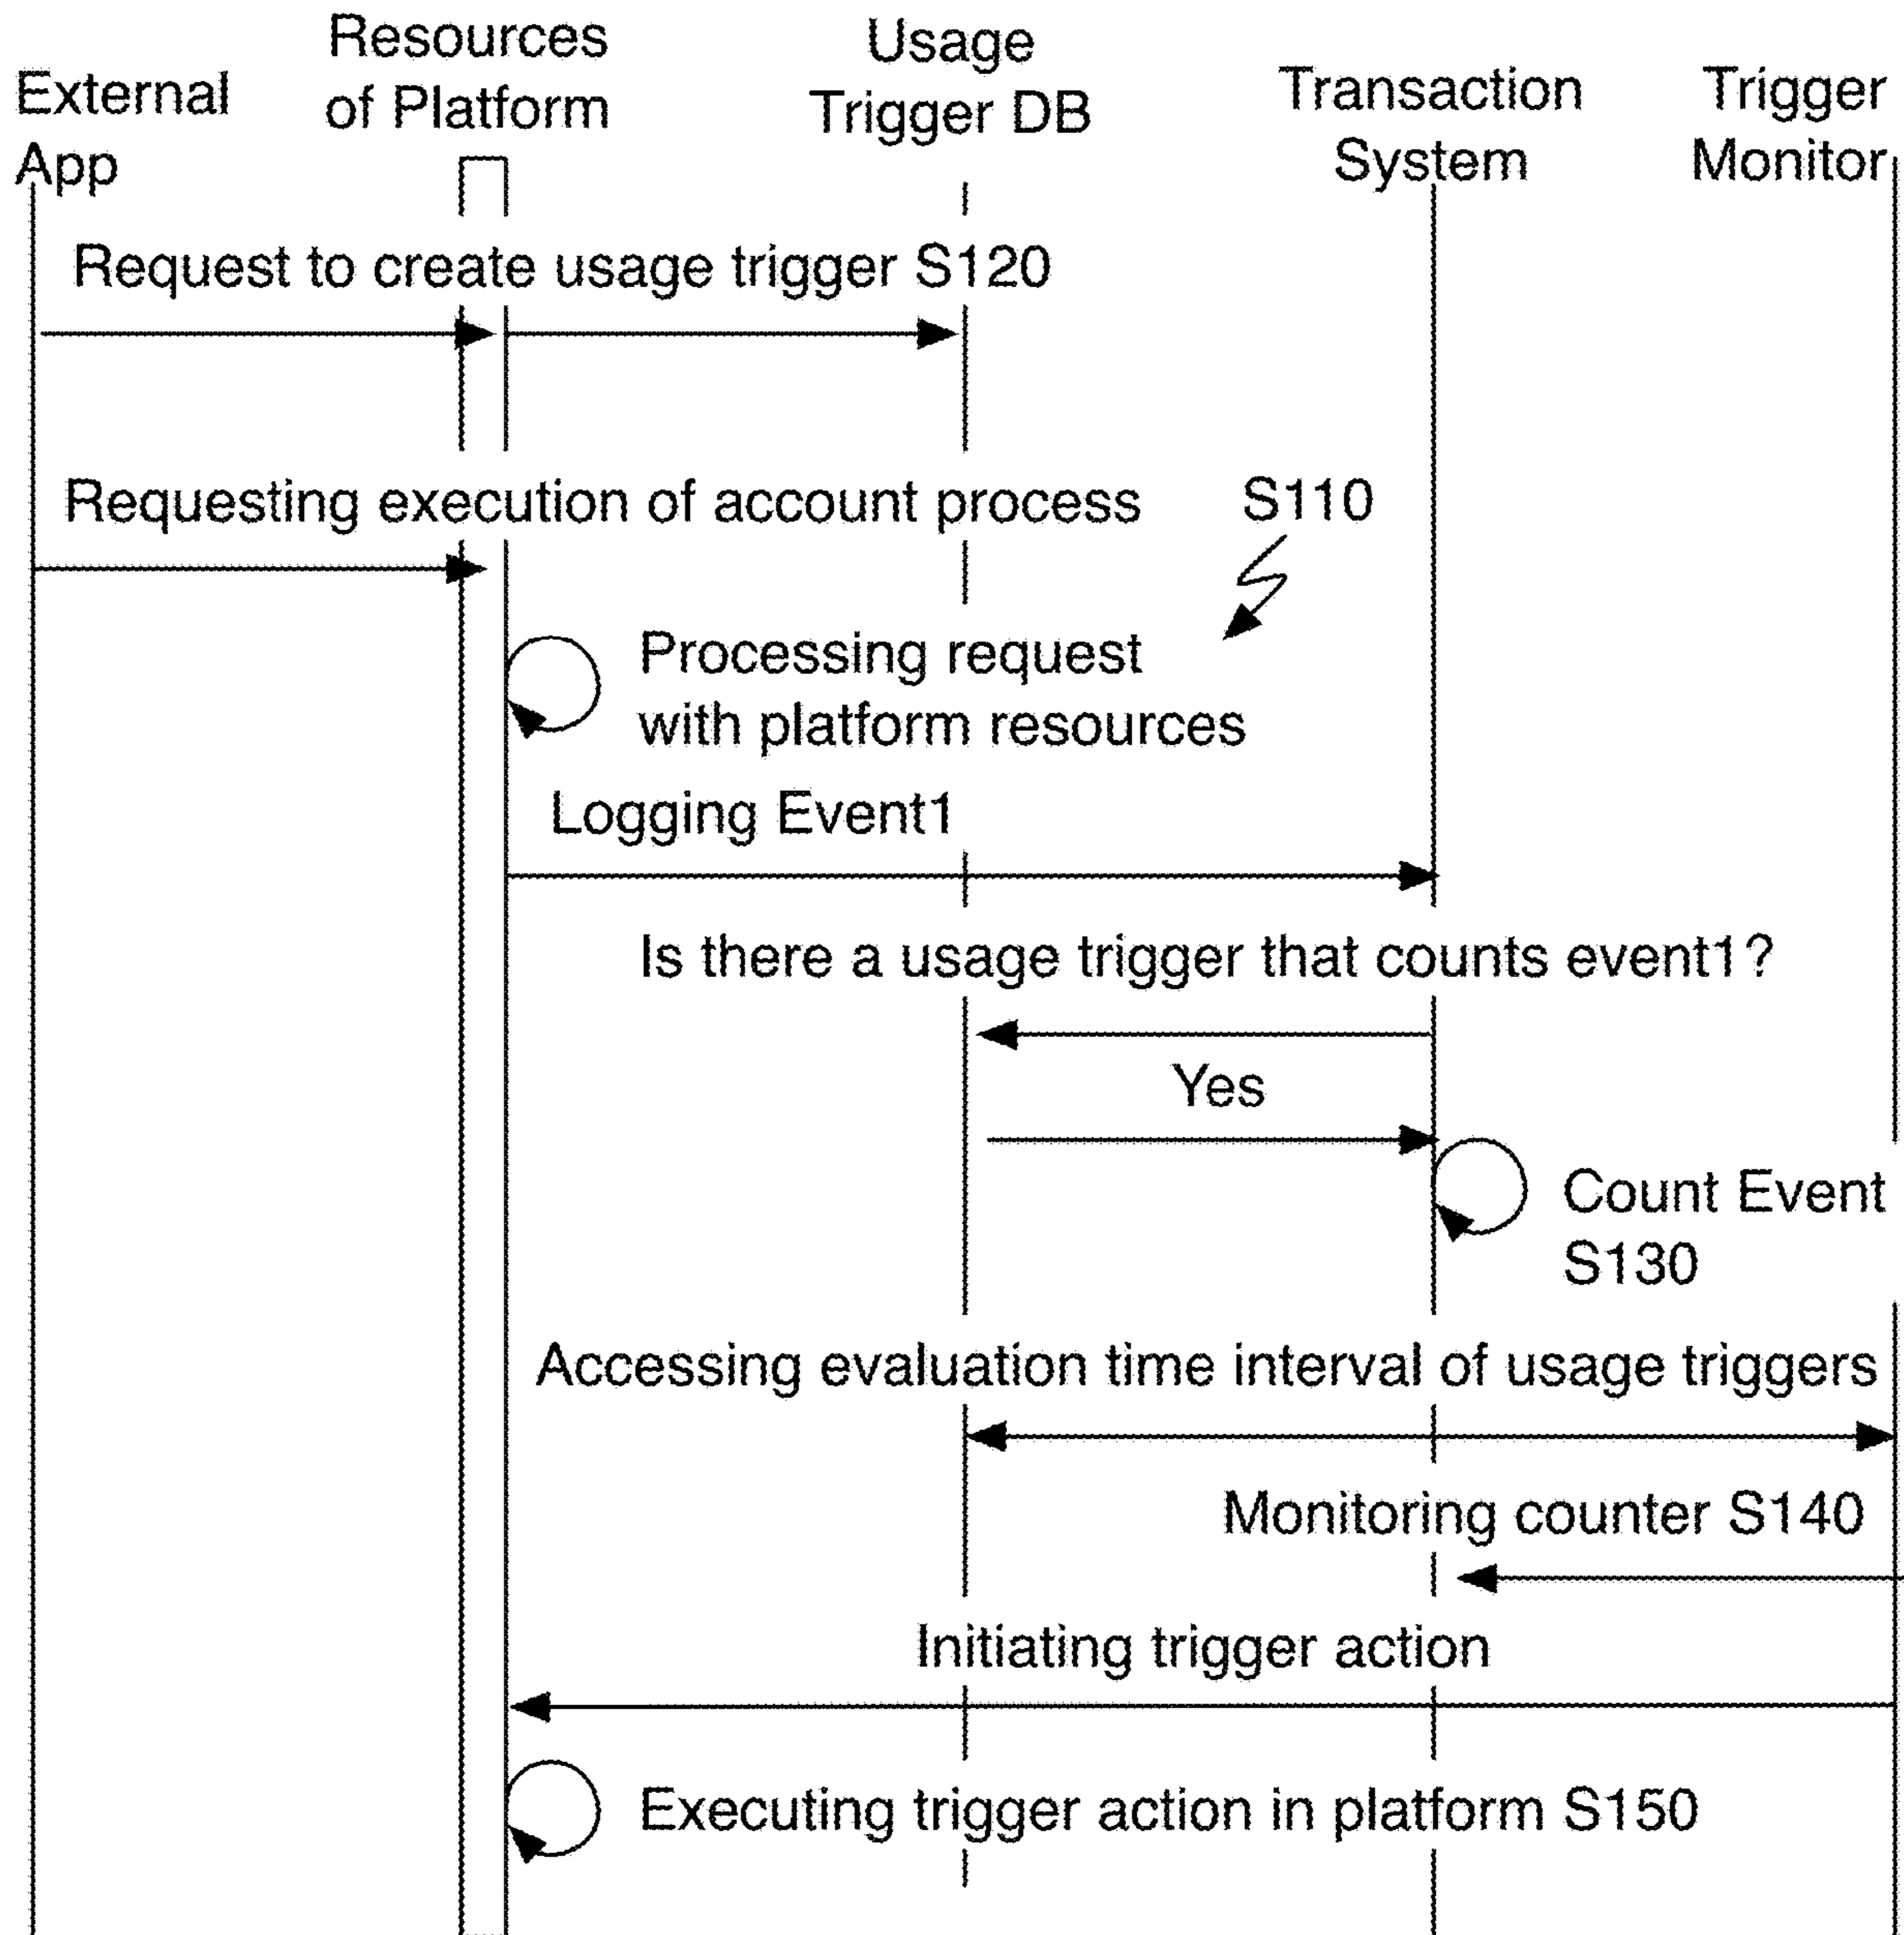 External
App
Resources
of Platform
Usage
Trigger DB
Transaction
System
Trigger
Monitor
Request to create usage trigger S120
Requesting execution of account process
S110
Processing request
with platform resources
Logging Event1
Is there a usage trigger that counts event1?
Yes
Count Event
S130
Accessing evaluation time interval of usage triggers
Monitoring counter S140
Initiating trigger action
Executing trigger action in platform S150